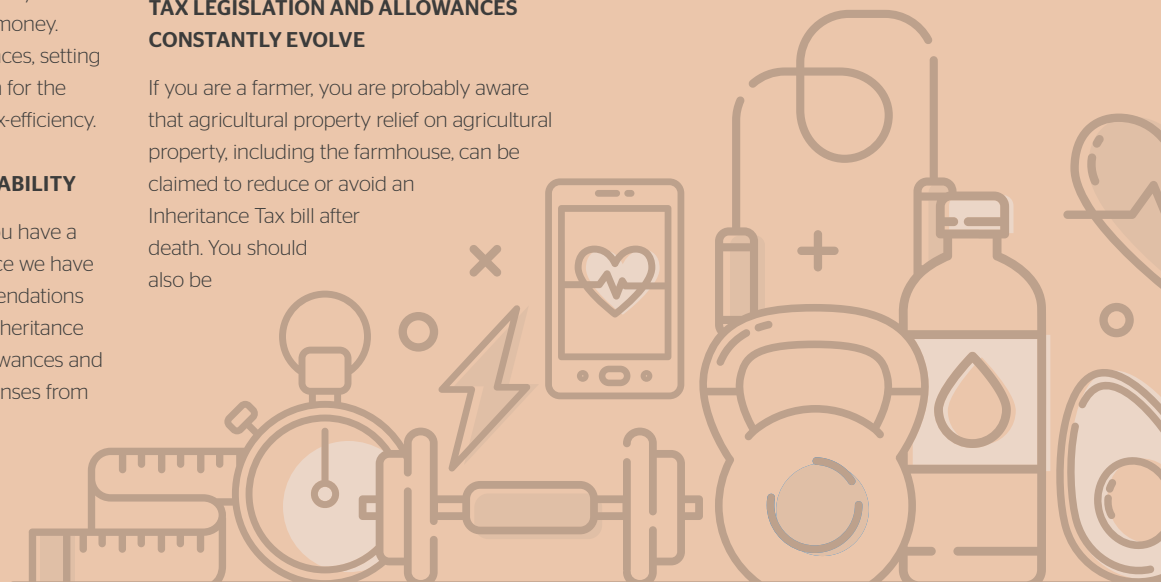 money.
ces, setting
for the
x-efficiency.
ABILITY
u have a
ce we have
endations
heritance
wances and
nses from
TAX LEGISLATION AND ALLOWANCES
CONSTANTLY EVOLVE
If you are a farmer, you are probably aware
that agricultural property relief on agricultural
property, including the farmhouse, can be
claimed to reduce or avoid an
Inheritance Tax bill after
death. You should
also be